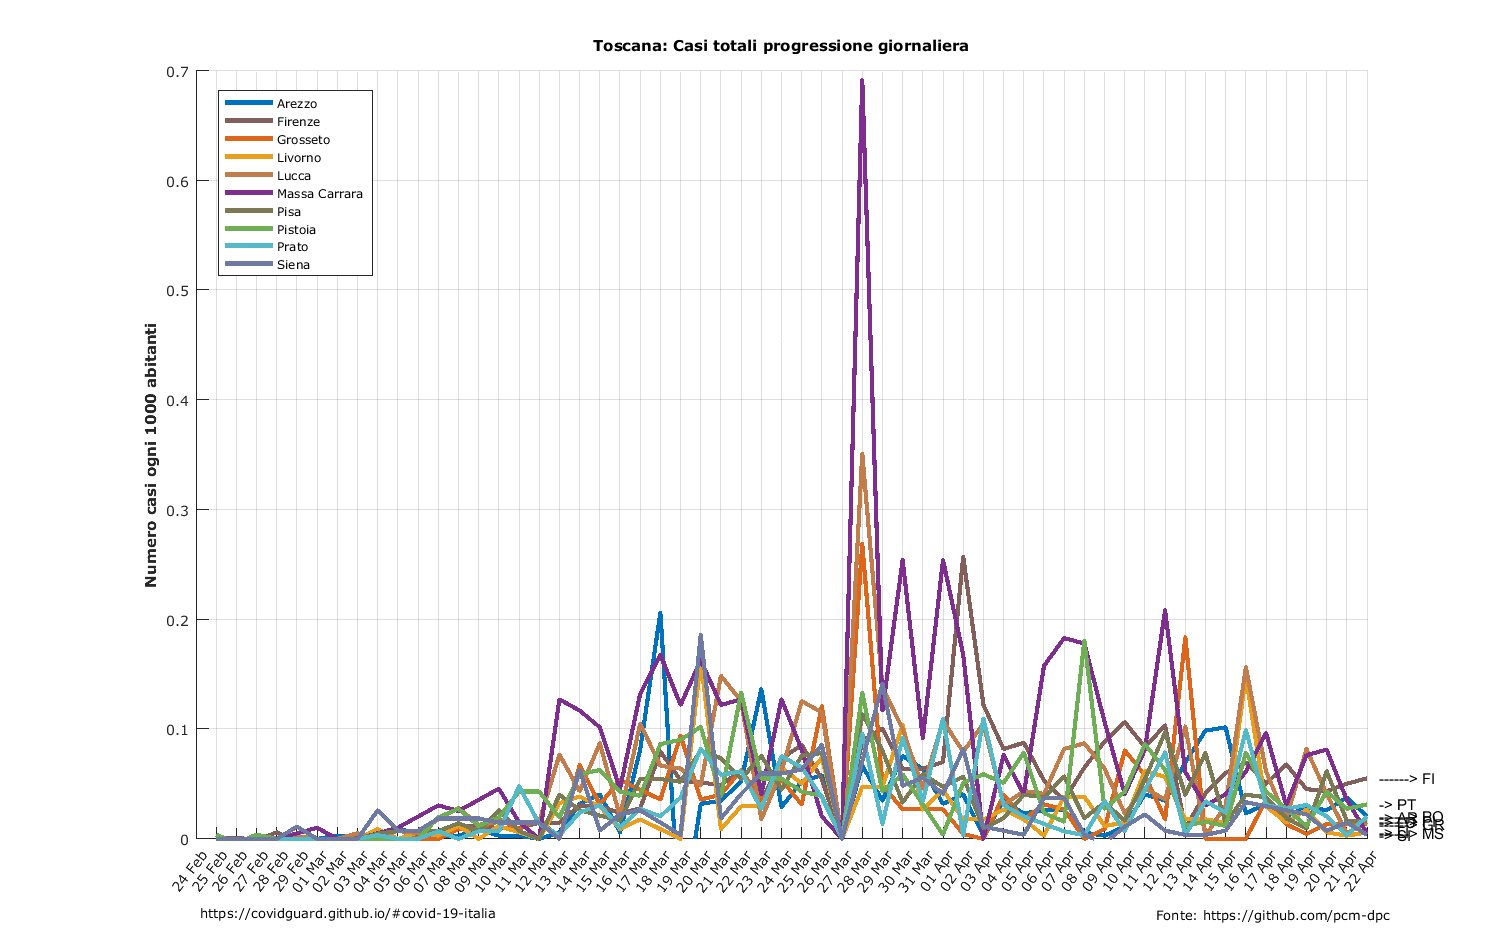 Toscana: Casi totali progressione giornaliera
Numero casi ogni 1000 abitanti
0.7
0.6
0.5
0.4
0.3
0.2
0.1
0
Arezzo
Firenze
Grosseto
Livorno
Lucca
Massa Carrara
Pisa
Pistoia
Prato
Siena
------> FI
-> PT
24 Feb
25 Feb
26 Feb
27 Feb
28 Feb
29 Feb
01 Mar
02 Mar
03 Mar
04 Mar
05 Mar
06 Mar
07 Mar
08 Mar
09 Mar
10 Mar
11 Mar
12 Mar
13 Mar
14 Mar
15 Mar
16 Mar
17 Mar
18 Mar
19 Mar
20 Mar
21 Mar
22 Mar
23 Mar
24 Mar
25 Mar
26 Mar
27 Mar
28 Mar
29 Mar
30 Mar
31 Mar
01 Apr
02 Apr
03 Apr
04 Apr
05 Apr
06 Apr
07 Apr
08 Apr
09 Apr
10 Apr
11 Apr
12 Apr
13 Apr
14 Apr
15 Apr
16 Apr
17 Apr
18 Apr
19 Apr
20 Apr
21 Apr
22 Apr
https://covidguard.github.io/#covid-19-italia
Fonte: https://github.com/pcm-dpc